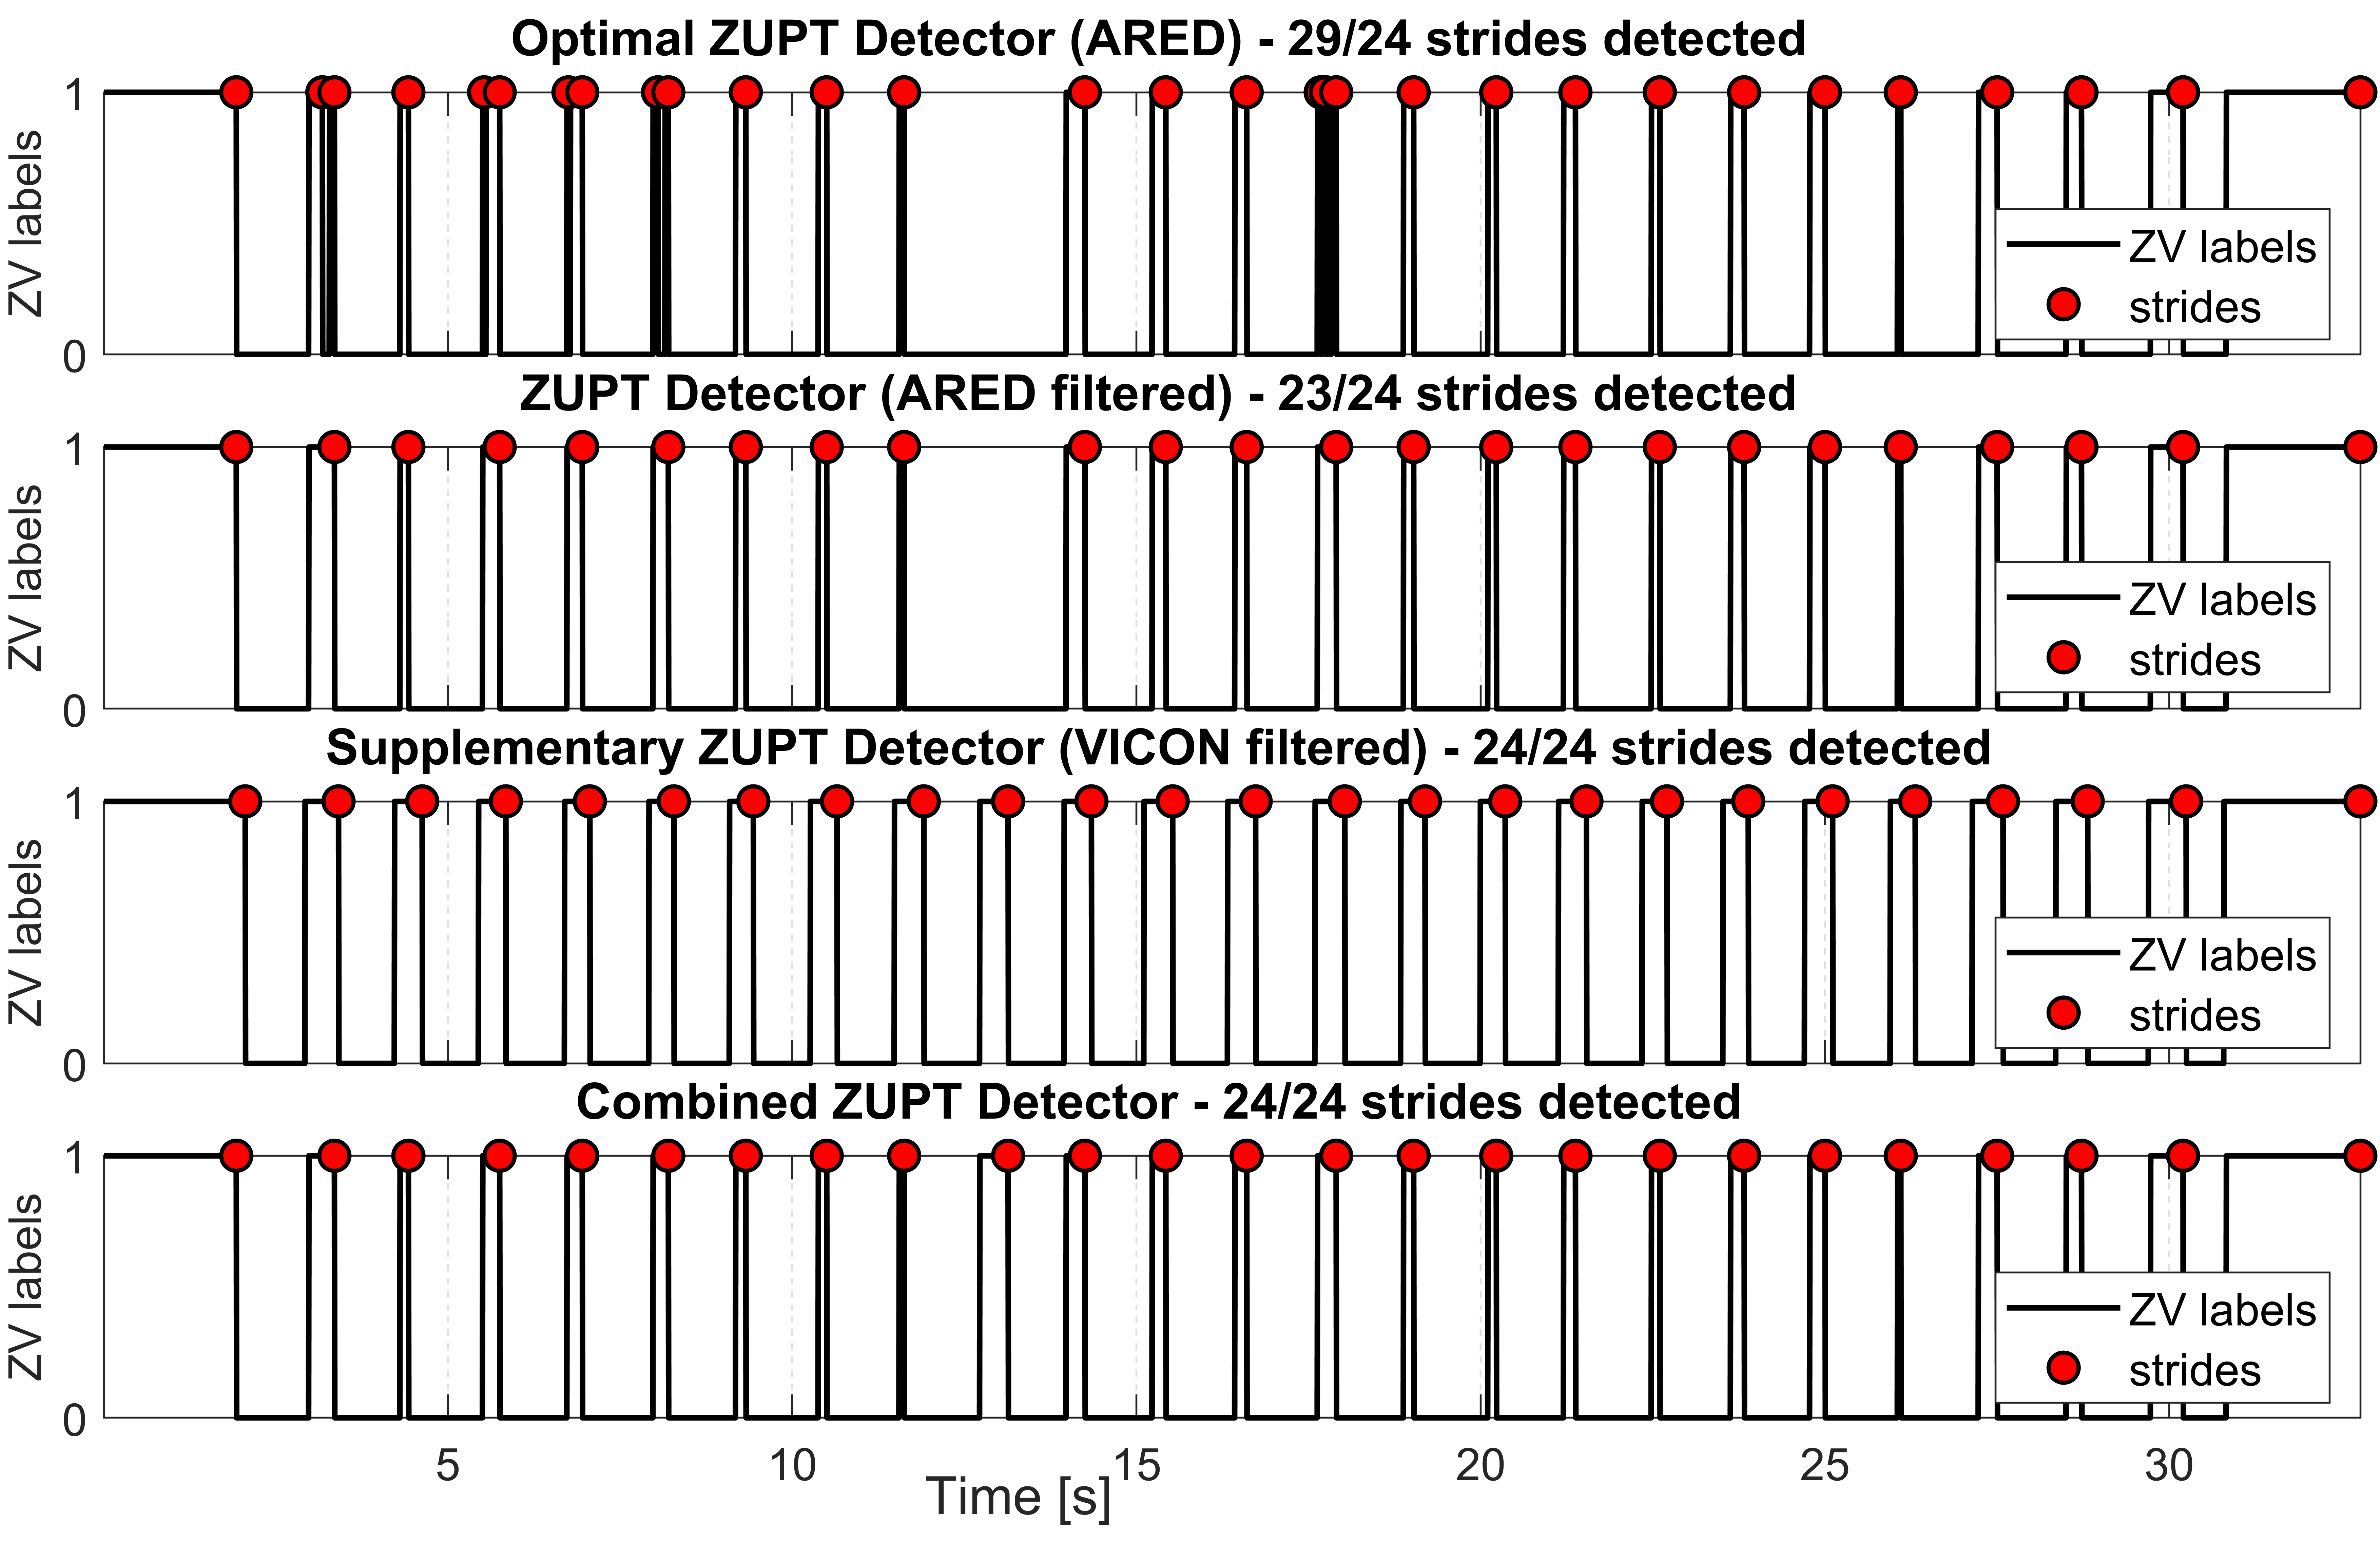 Optimal ZUPT Detector (ARED) - 29/24 strides detected
1
ZV labels
0
ZV labels
strides
ZUPT Detector (ARED filtered) - 23/24 strides detected
1
ZV labels
0
ZV labels
strides
Supplementary ZUPT Detector (VICON filtered) - 24/24 strides detected
1
ZV labels
0
ZV labels
strides
Combined ZUPT Detector - 24/24 strides detected
1
ZV labels
0
ZV labels
strides
5 10 15 20 25 30
Time [s]